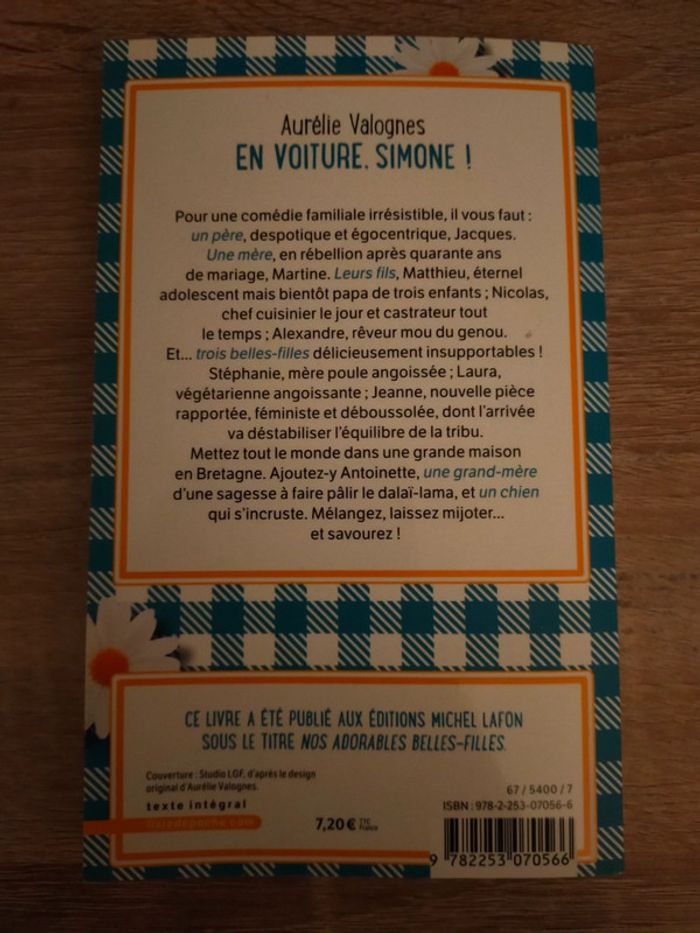 Aurélie Valognes
EN VOITURE, SIMONE !
Pour une comédie familiale irrésistible, il vous faut :
un père, despotique et égocentrique, Jacques.
Une mère, en rébellion après quarante ans
de mariage, Martine. Leurs fils, Matthieu, éternel
adolescent mais bientôt papa de trois enfants ; Nicolas,
chef cuisinier le jour et castrateur tout
le temps ; Alexandre, rêveur mou du genou.
Et... trois belles-filles délicieusement insupportables !
Stéphanie, mère poule angoissée ; Laura,
végétarienne angoissante ; Jeanne, nouvelle pièce
rapportée, féministe et déboussolée, dont l'arrivée
va déstabiliser l'équilibre de la tribu.
Mettez tout le monde dans une grande maison
en Bretagne. Ajoutez-y Antoinette, une grand-mère
d'une sagesse à faire pâlir le dalaï-lama, et un chien
qui s'incruste. Mélangez, laissez mijoter...
et savourez !
CE LIVRE A ÉTÉ PUBLIÉ AUX ÉDITIONS MICHEL LAFON
SOUS LE TITRE NOS ADORABLES BELLES-FILLES.
Couverture : Studio LGF, d'après le design
original d'Aurélie Valognes.
texte intégral
livredepoche.com
7,20 € TTC France
67 / 5400 / 7
ISBN : 978-2-253-07056-6
9 782253 070566